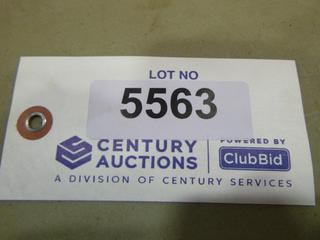 LOT NO
5563
CENTURY
AUCTIONS
POWERED BY
ClubBid
A DIVISION OF CENTURY SERVICES